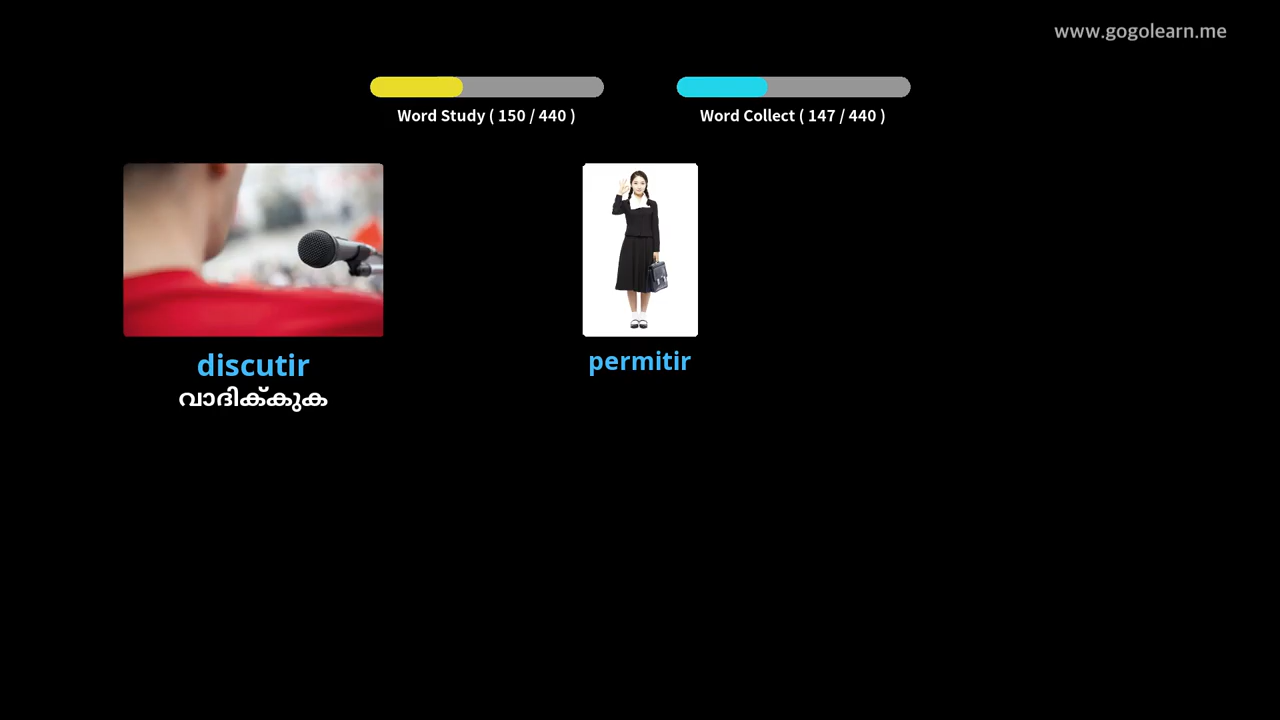 www.gogolearn.me
Word Study ( 150 / 440 )
Word Collect ( 147 / 440 )
discutir
permitir
വാദിക്കുക